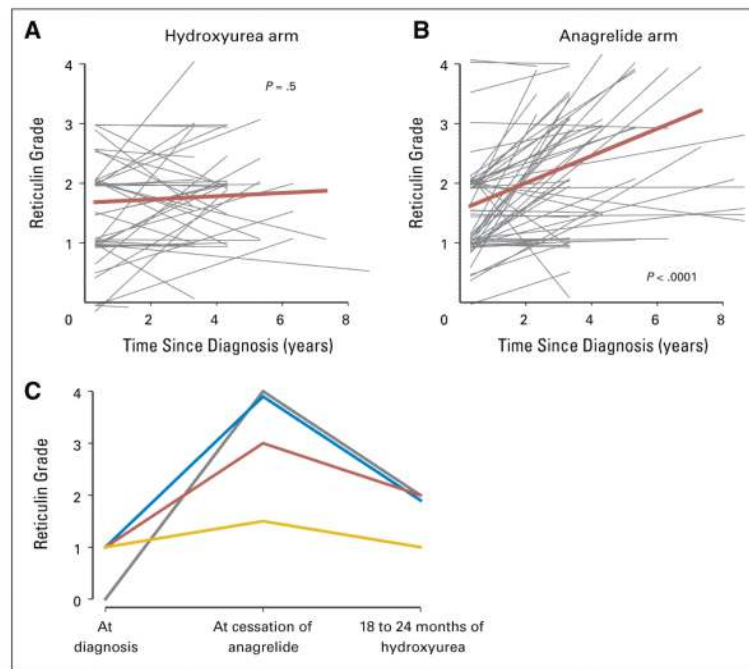 A
Hydroxyurea arm
P = .5
Reticulin Grade
4
3
2
1
0
2
4
6
8
Time Since Diagnosis (years)
B
Anagrelide arm
P < .0001
Reticulin Grade
4
3
2
1
0
2
4
6
8
Time Since Diagnosis (years)
C
Reticulin Grade
4
3
2
1
0
At
diagnosis
At cessation of
anagrelide
18 to 24 months of
hydroxyurea